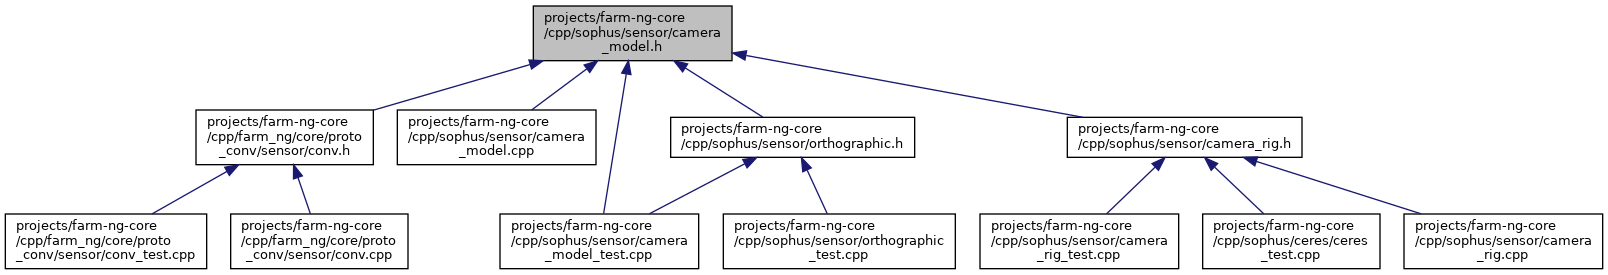 projects/farm-ng-core
/cpp/sophus/sensor/camera
_model.h
projects/farm-ng-core
/cpp/farm_ng/core/proto
_conv/sensor/conv.h
projects/farm-ng-core
/cpp/sophus/sensor/camera
_model.cpp
projects/farm-ng-core
/cpp/sophus/sensor/orthographic.h
projects/farm-ng-core
/cpp/sophus/sensor/camera_rig.h
projects/farm-ng-core
/cpp/farm_ng/core/proto
_conv/sensor/conv_test.cpp
projects/farm-ng-core
/cpp/farm_ng/core/proto
_conv/sensor/conv.cpp
projects/farm-ng-core
/cpp/sophus/sensor/camera
_model_test.cpp
projects/farm-ng-core
/cpp/sophus/sensor/orthographic
_test.cpp
projects/farm-ng-core
/cpp/sophus/sensor/camera
_rig_test.cpp
projects/farm-ng-core
/cpp/sophus/ceres/ceres
_test.cpp
projects/farm-ng-core
/cpp/sophus/sensor/camera
_rig.cpp